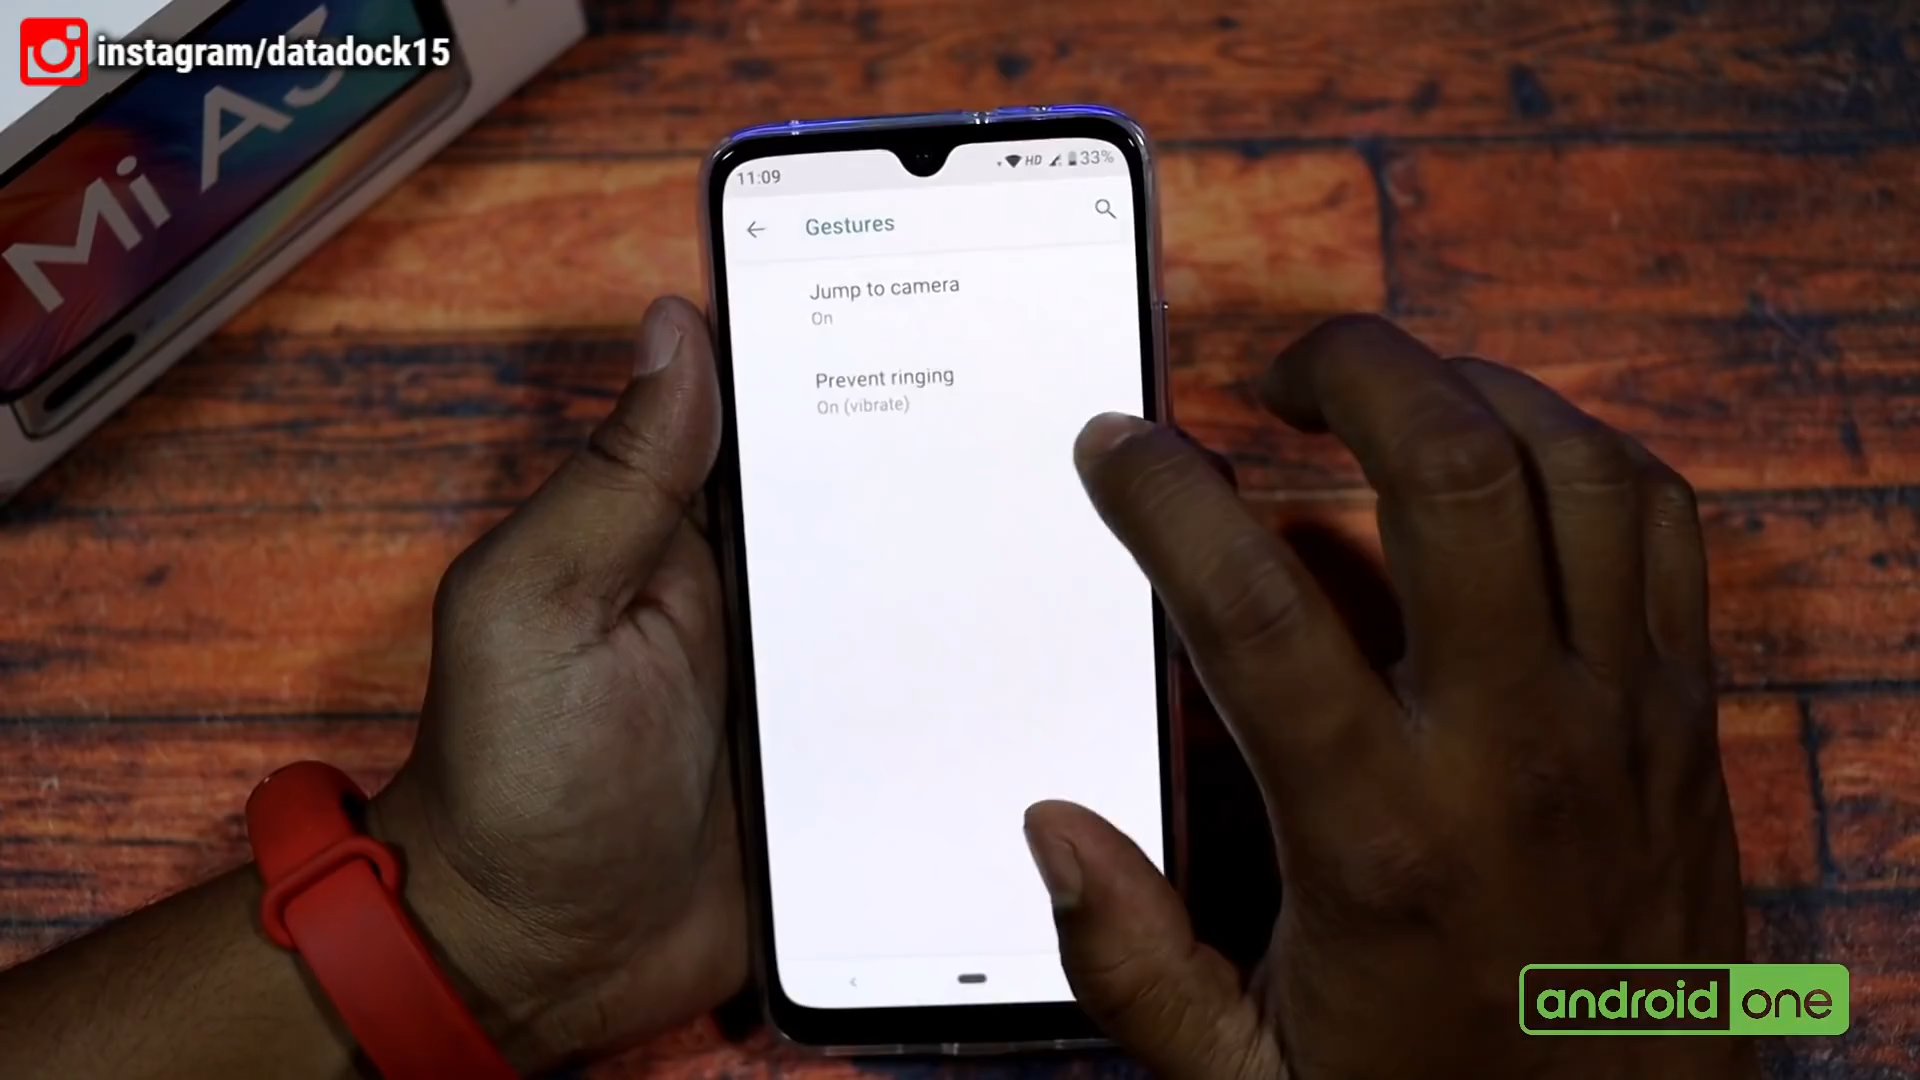 instagram/datadock15
Mi A3
11:09
HD
33%
Gestures
Jump to camera
On
Prevent ringing
On (vibrate)
android one